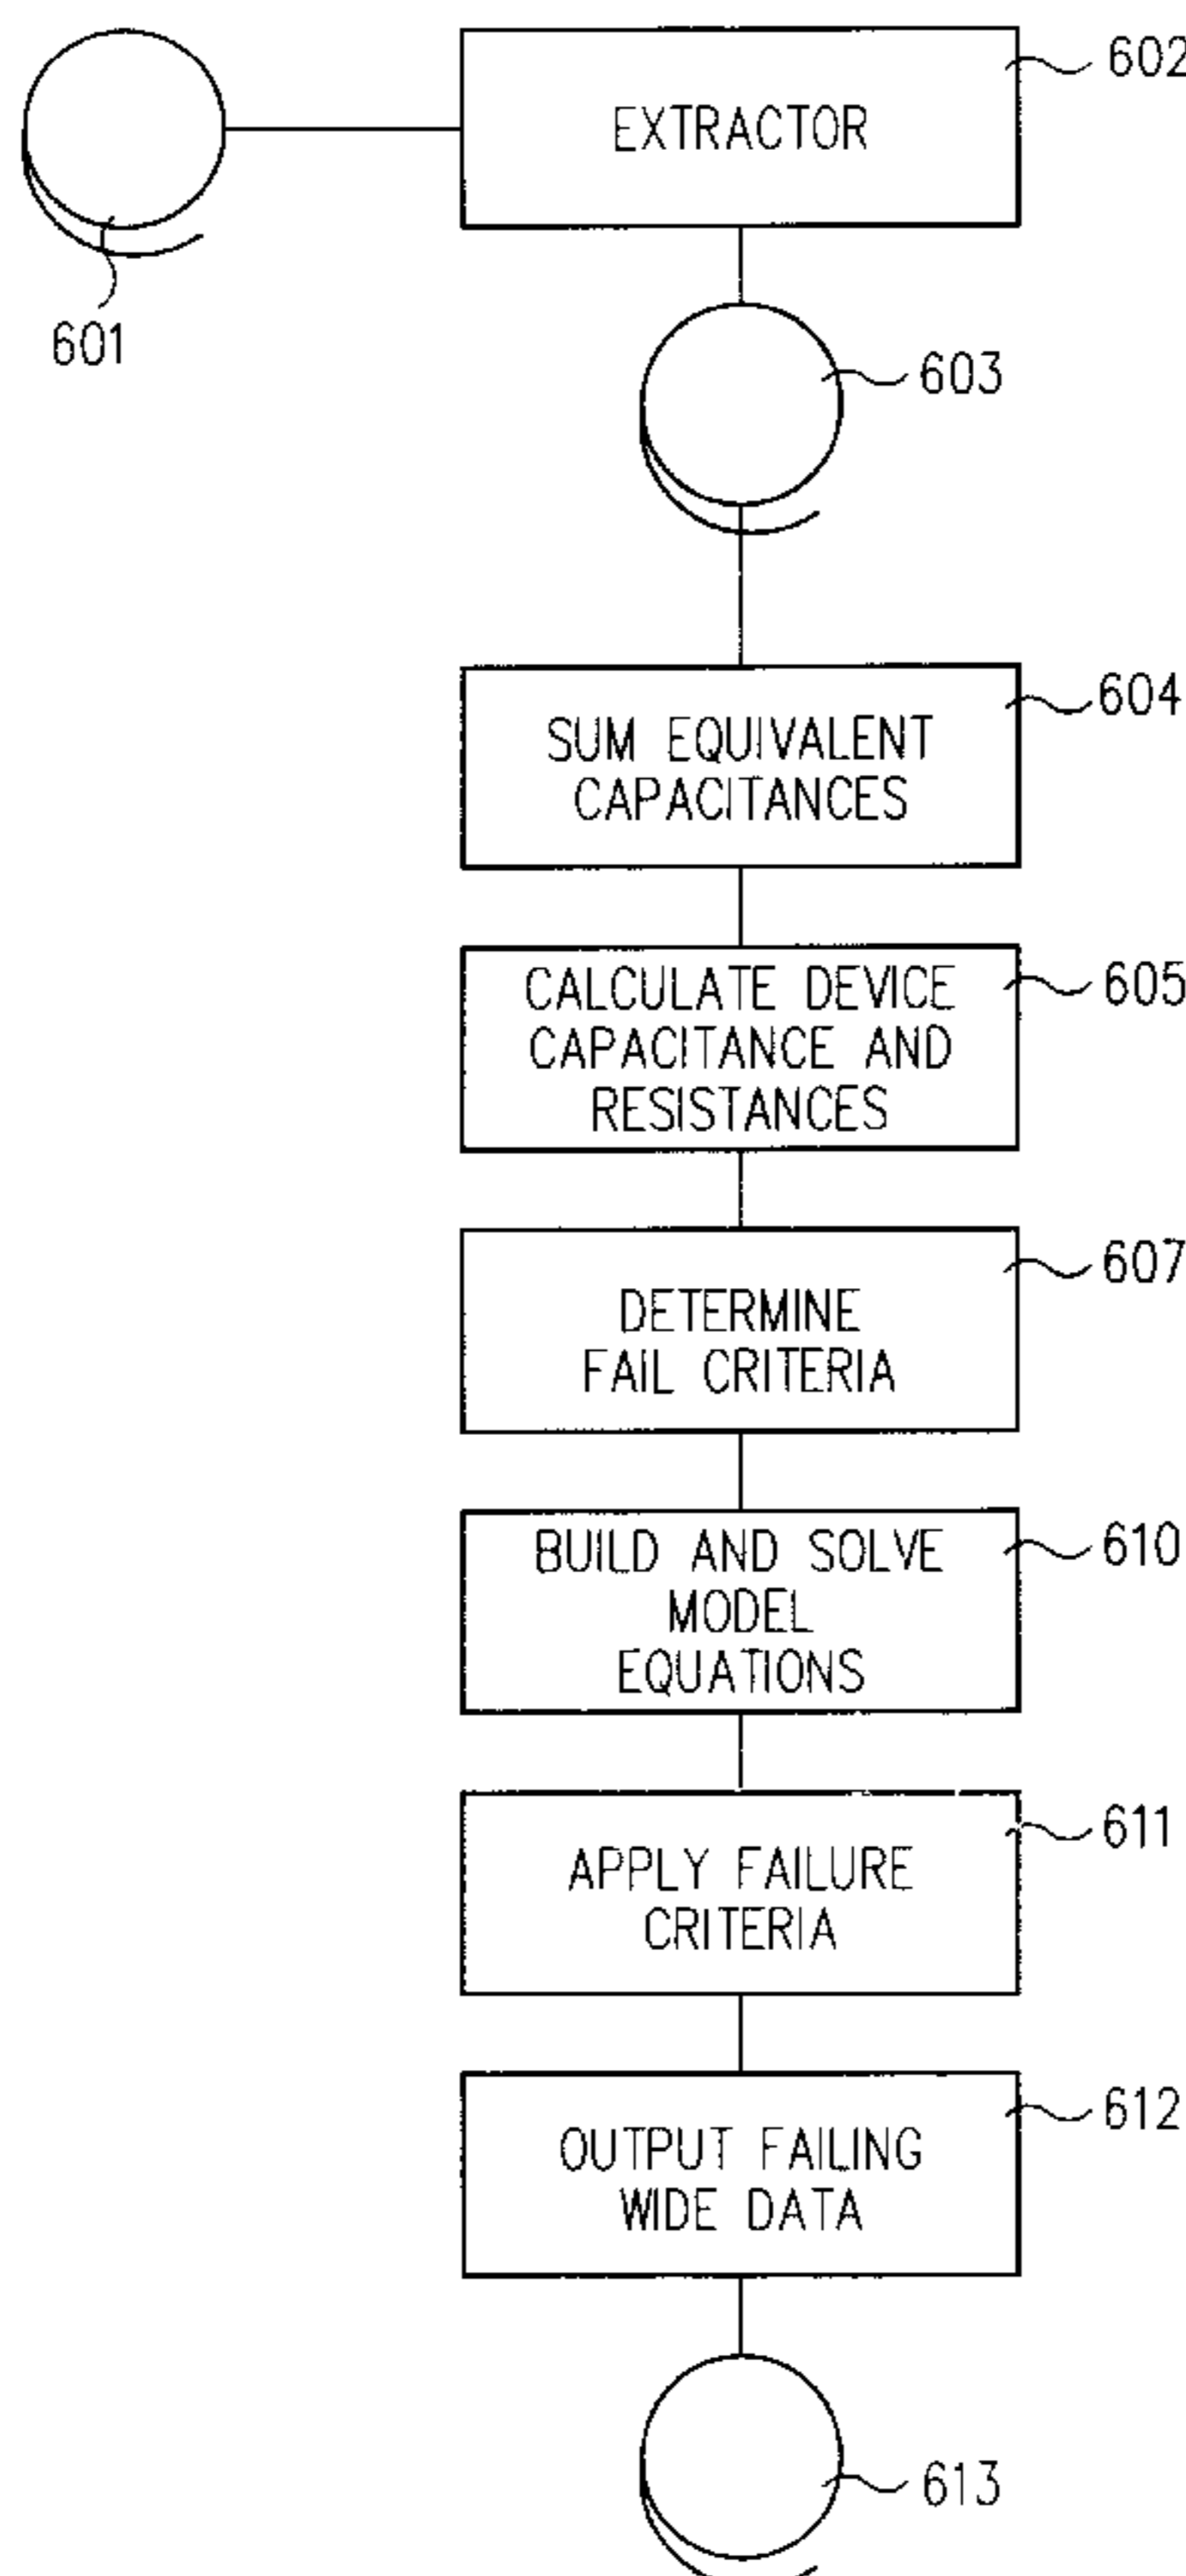 602
EXTRACTOR
601
603
604
SUM EQUIVALENT
CAPACITANCES
605
CALCULATE DEVICE
CAPACITANCE AND
RESISTANCES
607
DETERMINE
FAIL CRITERIA
610
BUILD AND SOLVE
MODEL
EQUATIONS
611
APPLY FAILURE
CRITERIA
612
OUTPUT FAILING
WIDE DATA
613